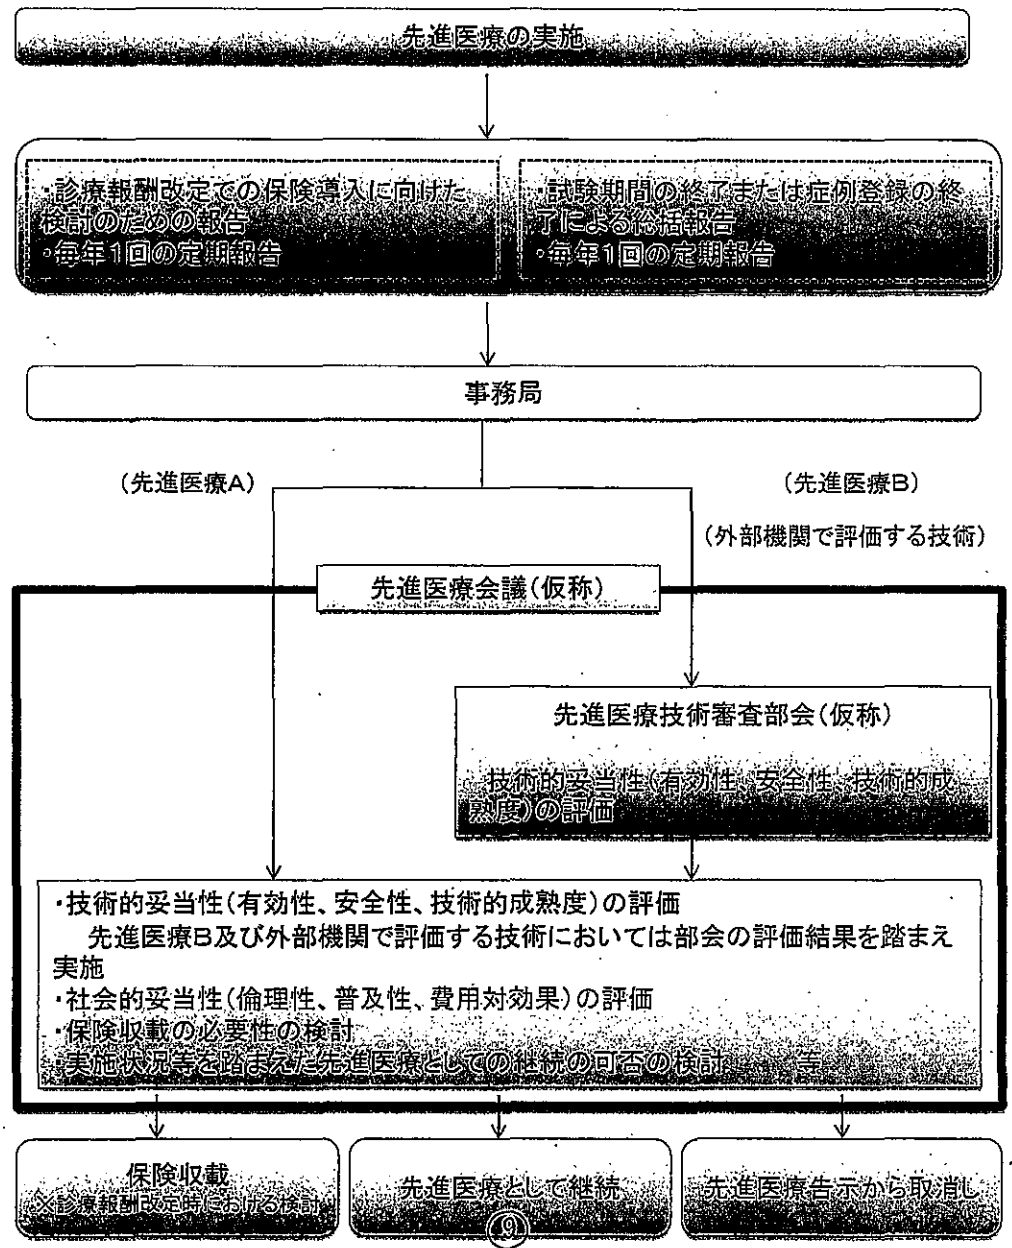 先進医療の実施
・診療報酬改定での保険導入に向けた
検討のための報告
・毎年1回の定期報告
・試験期間の終了または症例登録の終
了による総括報告
・毎年1回の定期報告
事務局
(先進医療A)
(先進医療B)
(外部機関で評価する技術)
先進医療会議(仮称)
先進医療技術審査部会(仮称)
技術的妥当性(有効性、安全性、技術的成
熟度)の評価
・技術的妥当性(有効性、安全性、技術的成熟度)の評価
先進医療B及び外部機関で評価する技術においては部会の評価結果を踏まえ
実施
・社会的妥当性(倫理性、普及性、費用対効果)の評価
・保険収載の必要性の検討
・実施状況等を踏まえた先進医療としての継続の可否の検討 等
保険収載
※診療報酬改定時における検討
先進医療として継続
先進医療告示から取消し
⑨